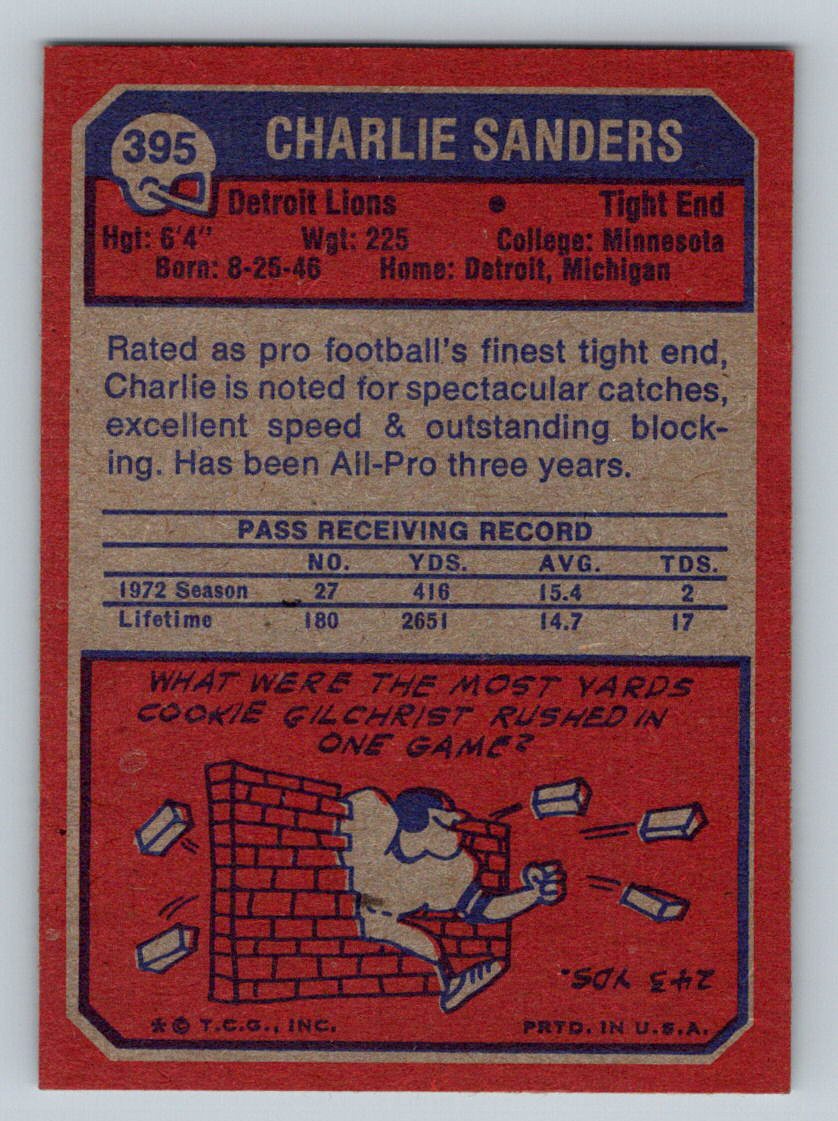 395 CHARLIE SANDERS
Detroit Lions • Tight End
Hgt: 6'4" Wgt: 225 College: Minnesota
Born: 8-25-46 Home: Detroit, Michigan
Rated as pro football's finest tight end,
Charlie is noted for spectacular catches,
excellent speed & outstanding block-
ing. Has been All-Pro three years.
PASS RECEIVING RECORD
NO. YDS. AVG. TDS.
1972 Season 27 416 15.4 2
Lifetime 180 2651 14.7 17
WHAT WERE THE MOST YARDS
COOKIE GILCHRIST RUSHED IN
ONE GAME?
243 YDS.
*© T.C.G., INC. PRTD. IN U.S.A.